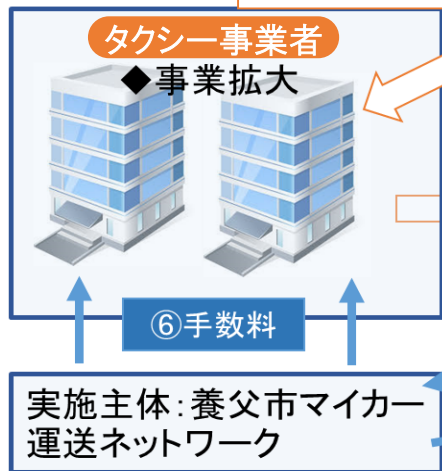 タクシー事業者
◆事業拡大
⑥手数料
実施主体:養父市マイカー
運送ネットワーク